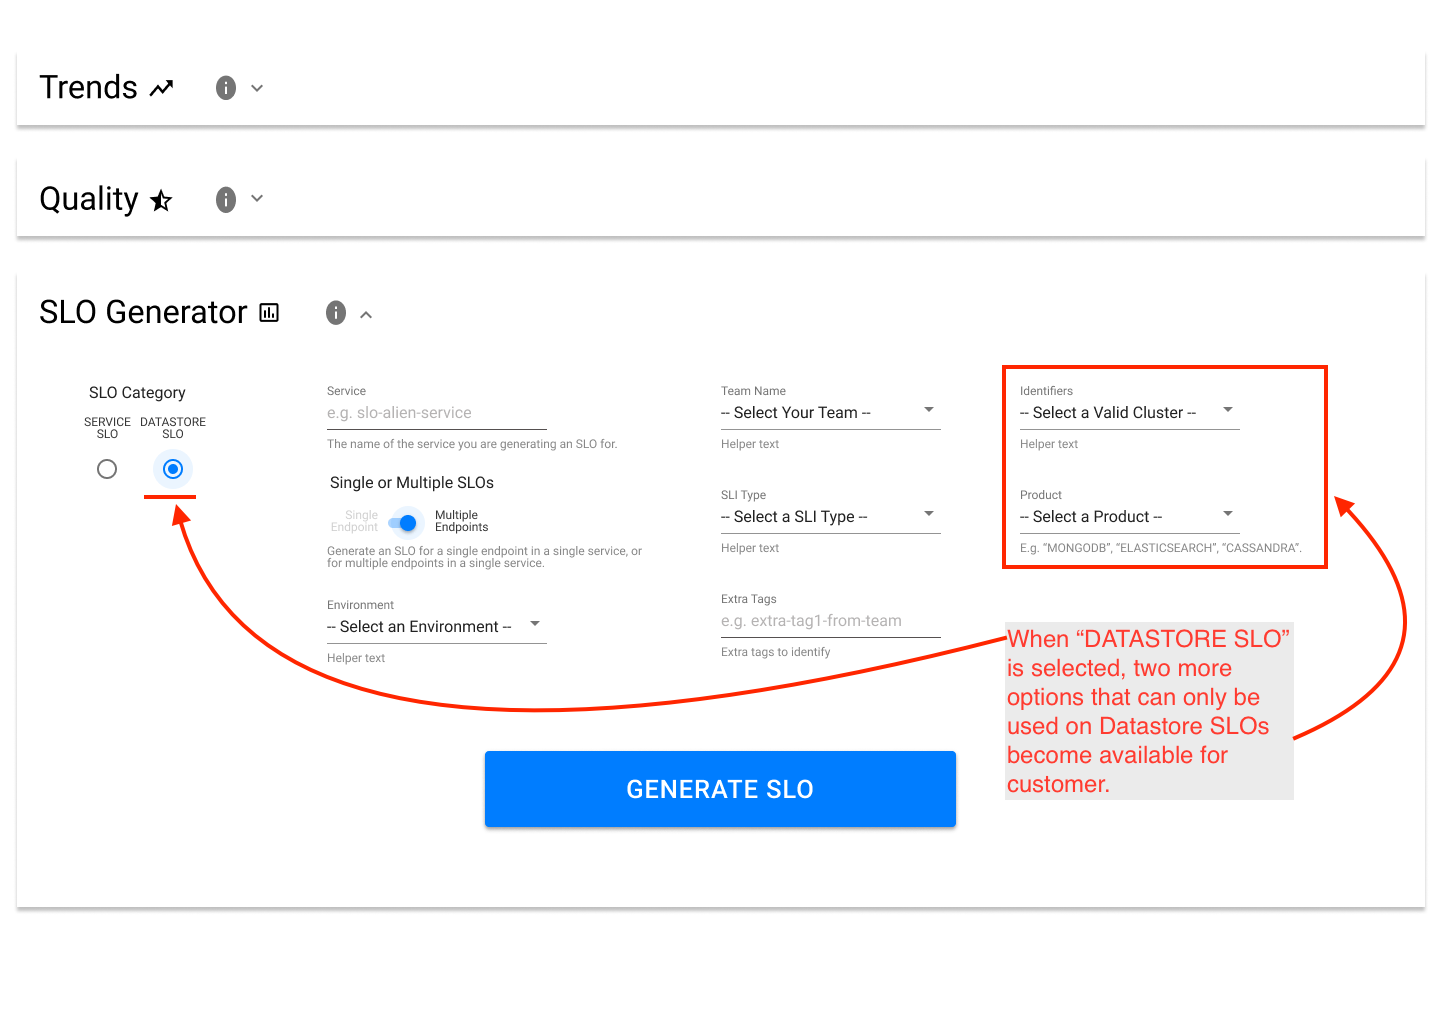 Trends
Quality
SLO Generator
SLO Category
SERVICE SLO
DATASTORE SLO
Service
e.g. slo-alien-service
The name of the service you are generating an SLO for.
Single or Multiple SLOs
Single Endpoint
Multiple Endpoints
Generate an SLO for a single endpoint in a single service, or
for multiple endpoints in a single service.
Environment
-- Select an Environment --
Helper text
Team Name
-- Select Your Team --
Helper text
SLI Type
-- Select a SLI Type --
Helper text
Extra Tags
e.g. extra-tag1-from-team
Extra tags to identify
Identifiers
-- Select a Valid Cluster --
Helper text
Product
-- Select a Product --
E.g. “MONGODB”, “ELASTICSEARCH”, “CASSANDRA”.
When “DATASTORE SLO”
is selected, two more
options that can only be
used on Datastore SLOs
become available for
customer.
GENERATE SLO